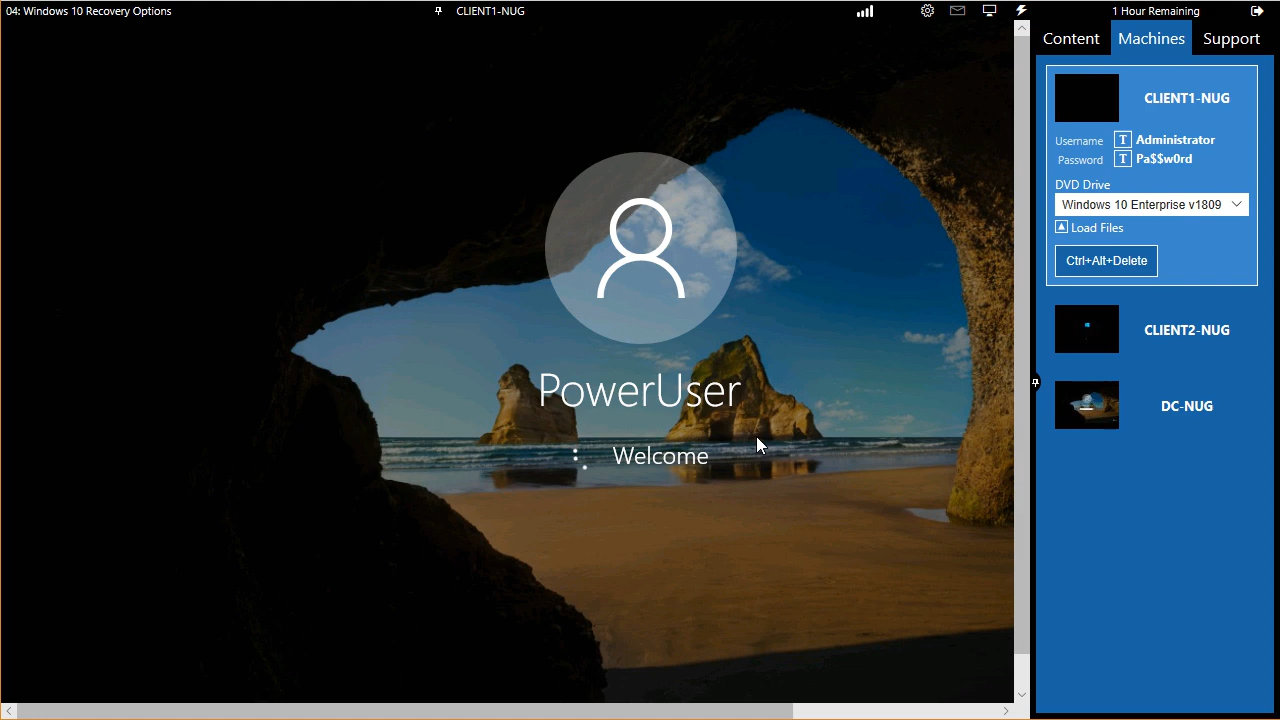 04: Windows 10 Recovery Options
CLIENT1-NUG
1 Hour Remaining
Content
Machines
Support
CLIENT1-NUG
Username T Administrator
Password T Pa$$w0rd
DVD Drive
Windows 10 Enterprise v1809
Load Files
Ctrl+Alt+Delete
CLIENT2-NUG
DC-NUG
PowerUser
Welcome